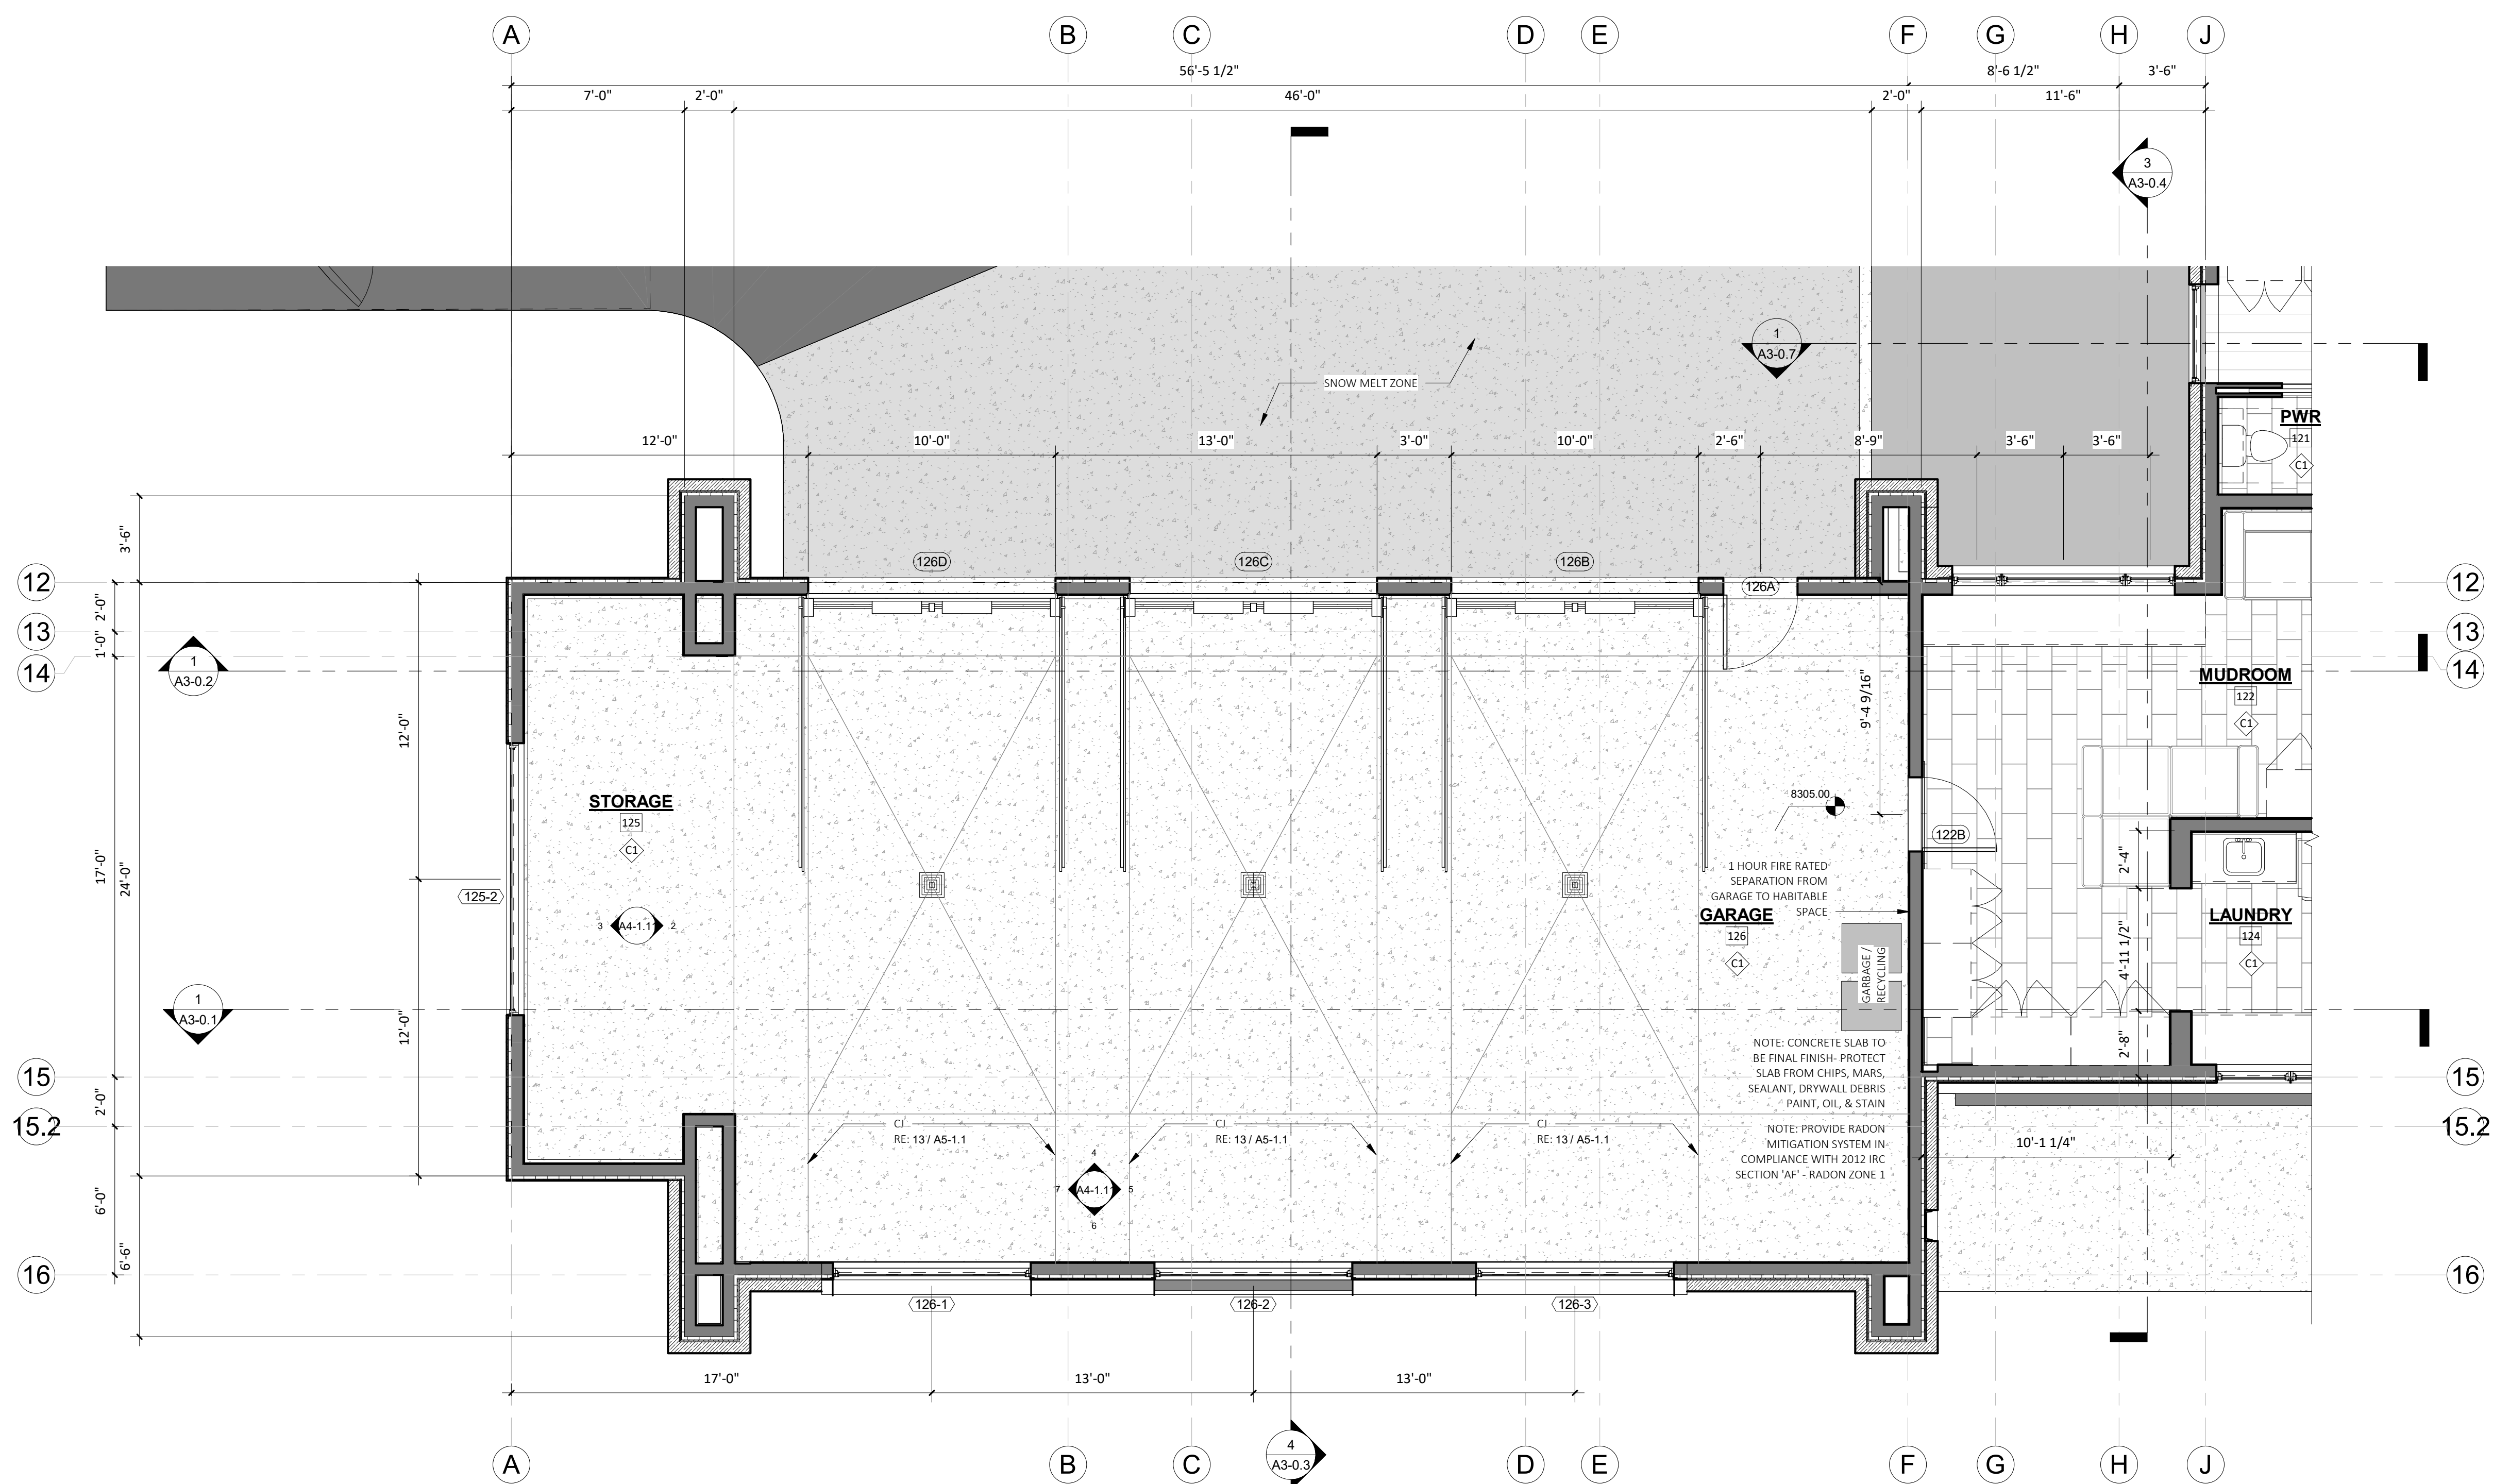 A B C D E F G H J
56'-5 1/2" 8'-6 1/2" 3'-6"
7'-0" 2'-0" 46'-0" 2'-0" 11'-6"
3
A3-0.4
1
A3-0.7
SNOW MELT ZONE
PWR
121
C1
12'-0" 10'-0" 13'-0" 3'-0" 10'-0" 2'-6" 8'-9" 3'-6" 3'-6"
3'-6"
126D 126C 126B 126A
12 12
2'-0"
13 13
1'-0"
14 14
1
A3-0.2
9'-4 9/16"
MUDROOM
122
C1
12'-0"
STORAGE
125
C1
8305.00
122B
17'-0"
24'-0"
125-2
1 HOUR FIRE RATED
SEPARATION FROM
GARAGE TO HABITABLE
SPACE
2'-4"
GARAGE
126
C1
LAUNDRY
124
C1
3 A4-1.11 2
GARBAGE /
RECYCLING
4'-11 1/2"
1
A3-0.1
12'-0"
2'-8"
NOTE: CONCRETE SLAB TO
BE FINAL FINISH- PROTECT
SLAB FROM CHIPS, MARS,
SEALANT, DRYWALL DEBRIS
PAINT, OIL, & STAIN
15 15
2'-0"
15.2 15.2
CJ
RE: 13 / A5-1.1
CJ
RE: 13 / A5-1.1
CJ
RE: 13 / A5-1.1
NOTE: PROVIDE RADON
MITIGATION SYSTEM IN
COMPLIANCE WITH 2012 IRC
SECTION 'AF' - RADON ZONE 1
10'-1 1/4"
4
7 A4-1.11 5
6
6'-0"
6'-6"
16 16
126-1 126-2 126-3
17'-0" 13'-0" 13'-0"
4
A3-0.3
A B C D E F G H J